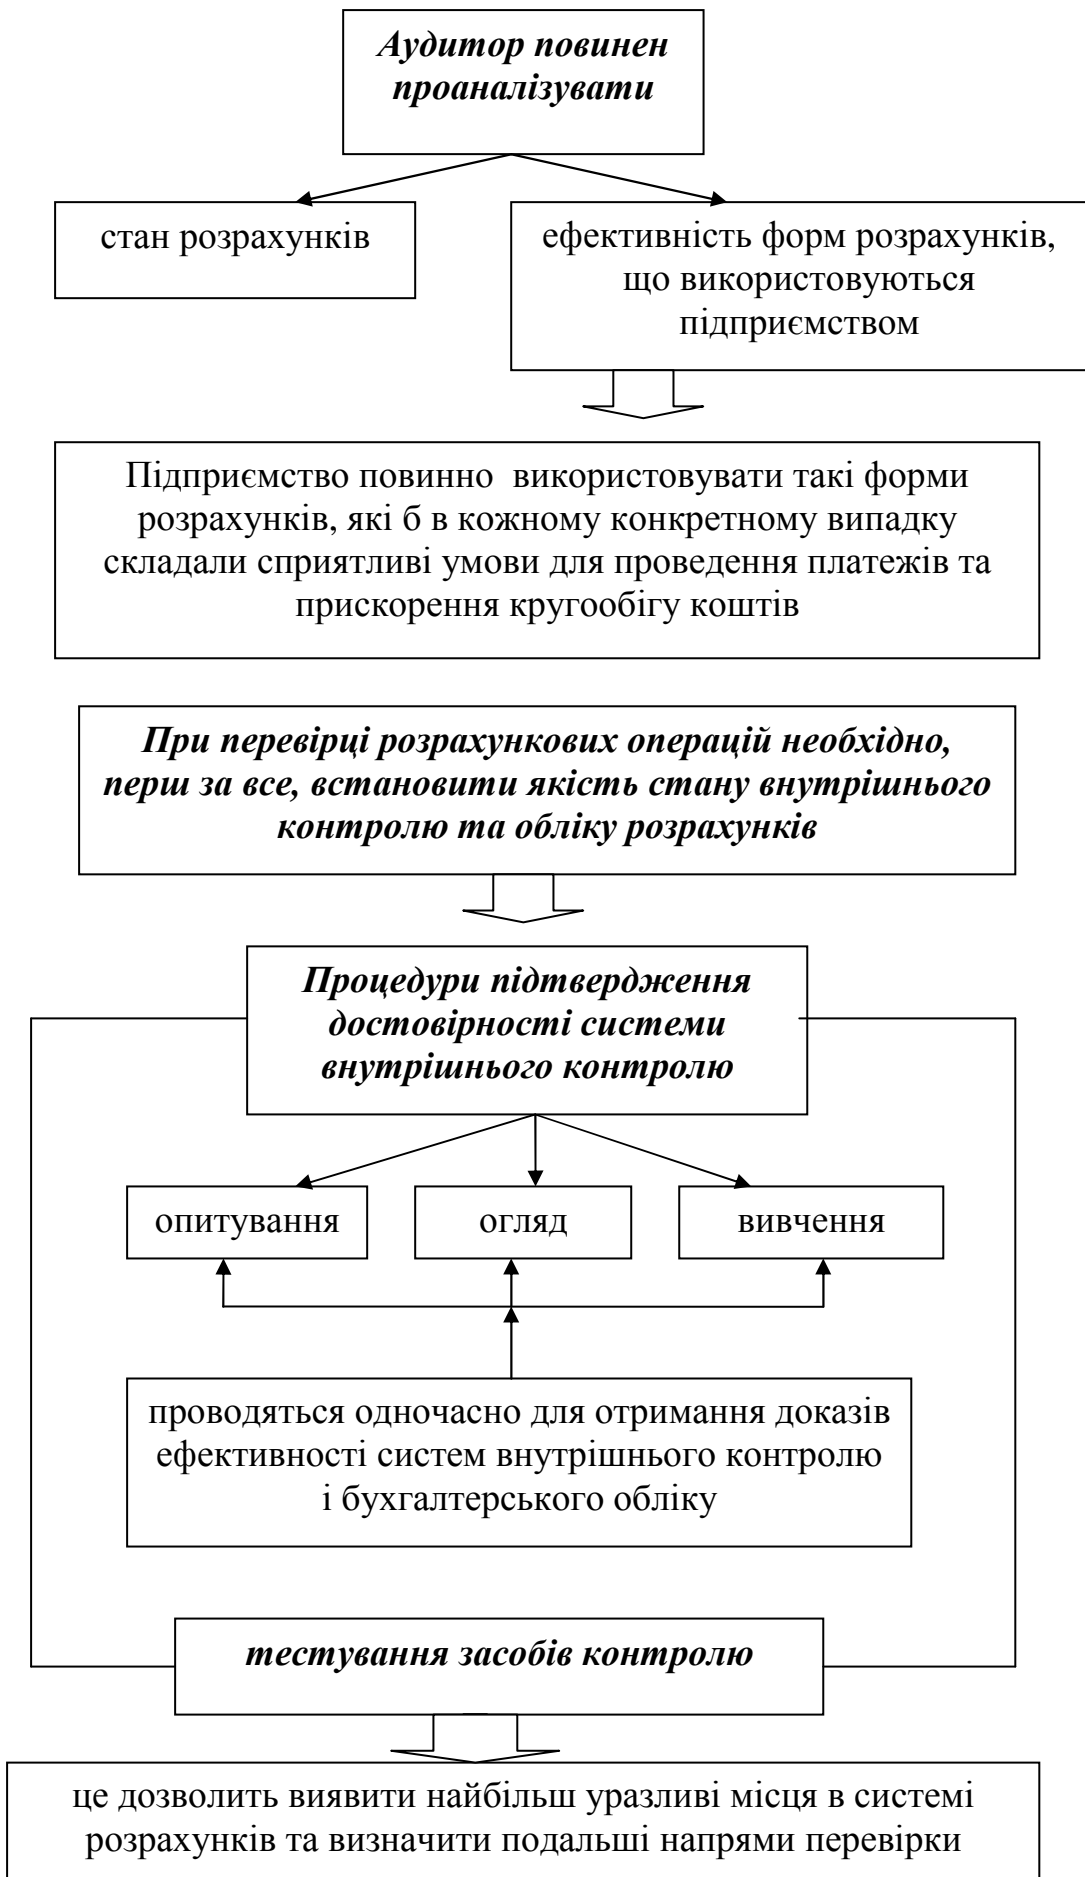 Аудитор повинен
проаналізувати
стан розрахунків
ефективність форм розрахунків,
що використовуються
підприємством
Підприємство повинно використовувати такі форми
розрахунків, які б в кожному конкретному випадку
складали сприятливі умови для проведення платежів та
прискорення кругообігу коштів
При перевірці розрахункових операцій необхідно,
перш за все, встановити якість стану внутрішнього
контролю та обліку розрахунків
Процедури підтвердження
достовірності системи
внутрішнього контролю
опитування
огляд
вивчення
проводяться одночасно для отримання доказів
ефективності систем внутрішнього контролю
і бухгалтерського обліку
тестування засобів контролю
це дозволить виявити найбільш уразливі місця в системі
розрахунків та визначити подальші напрями перевірки